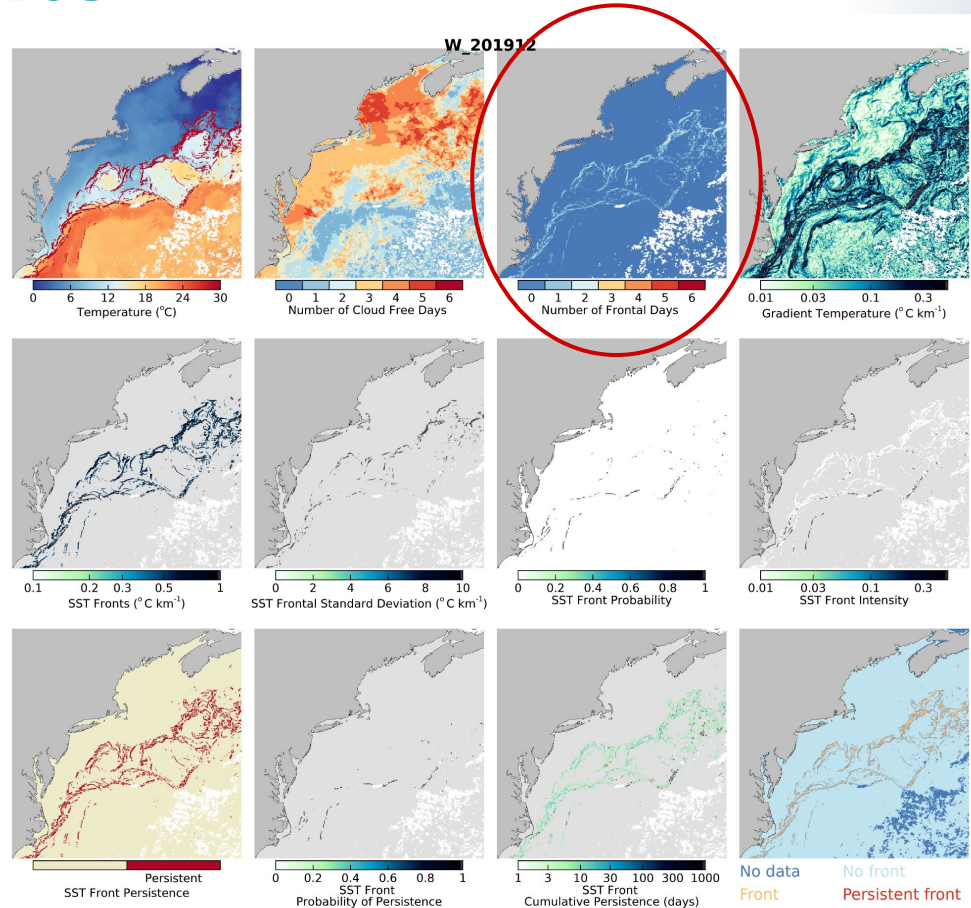 W_201912
0 6 12 18 24 30
Temperature (°C)
0 1 2 3 4 5 6
Number of Cloud Free Days
0 1 2 3 4 5 6
Number of Frontal Days
0.01 0.03 0.1 0.3
Gradient Temperature (°C km⁻¹)
0.1 0.2 0.3 0.5 1
SST Fronts (°C km⁻¹)
0 2 4 6 8 10
SST Frontal Standard Deviation (°C km⁻¹)
0 0.2 0.4 0.6 0.8 1
SST Front Probability
0.01 0.03 0.1 0.3
SST Front Intensity
Persistent
SST Front Persistence
0 0.2 0.4 0.6 0.8 1
SST Front
Probability of Persistence
1 3 10 30 100 300 1000
SST Front
Cumulative Persistence (days)
No data No front
Front Persistent front